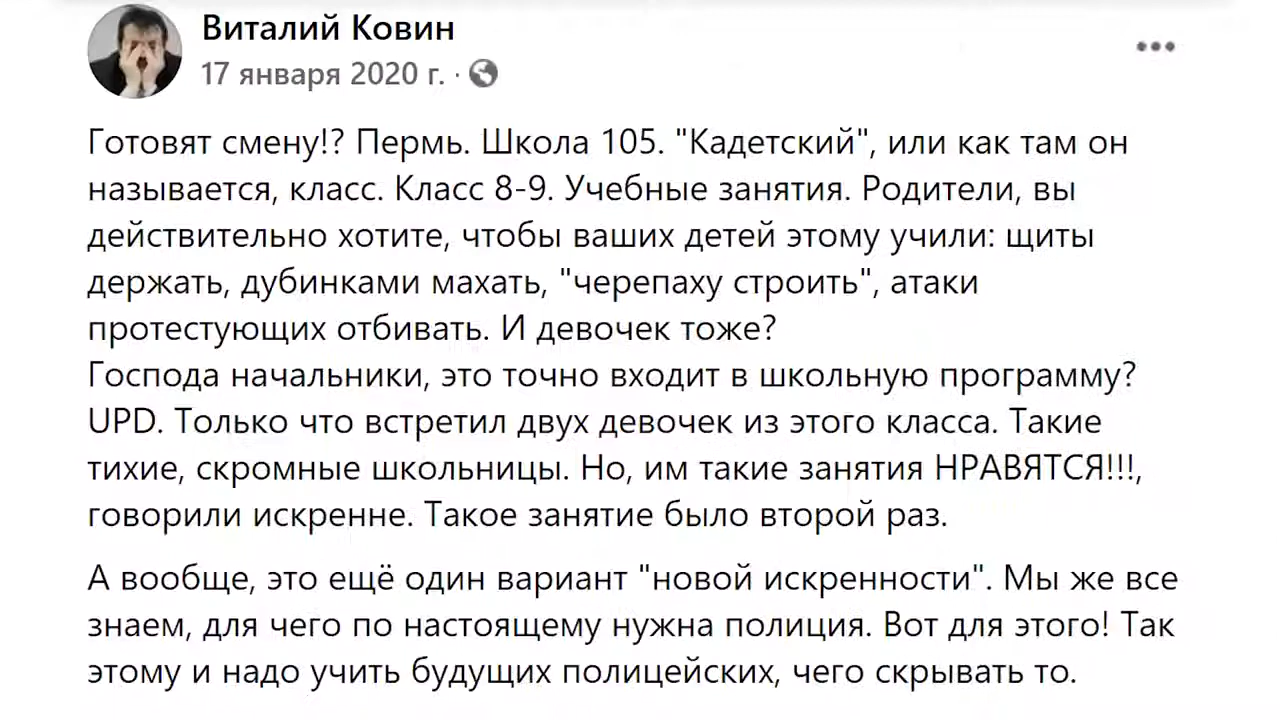 Виталий Ковин
17 января 2020 г. ·
Готовят смену!? Пермь. Школа 105. "Кадетский", или как там он
называется, класс. Класс 8-9. Учебные занятия. Родители, вы
действительно хотите, чтобы ваших детей этому учили: щиты
держать, дубинками махать, "черепаху строить", атаки
протестующих отбивать. И девочек тоже?
Господа начальники, это точно входит в школьную программу?
UPD. Только что встретил двух девочек из этого класса. Такие
тихие, скромные школьницы. Но, им такие занятия НРАВЯТСЯ!!!,
говорили искренне. Такое занятие было второй раз.
А вообще, это ещё один вариант "новой искренности". Мы же все
знаем, для чего по настоящему нужна полиция. Вот для этого! Так
этому и надо учить будущих полицейских, чего скрывать то.